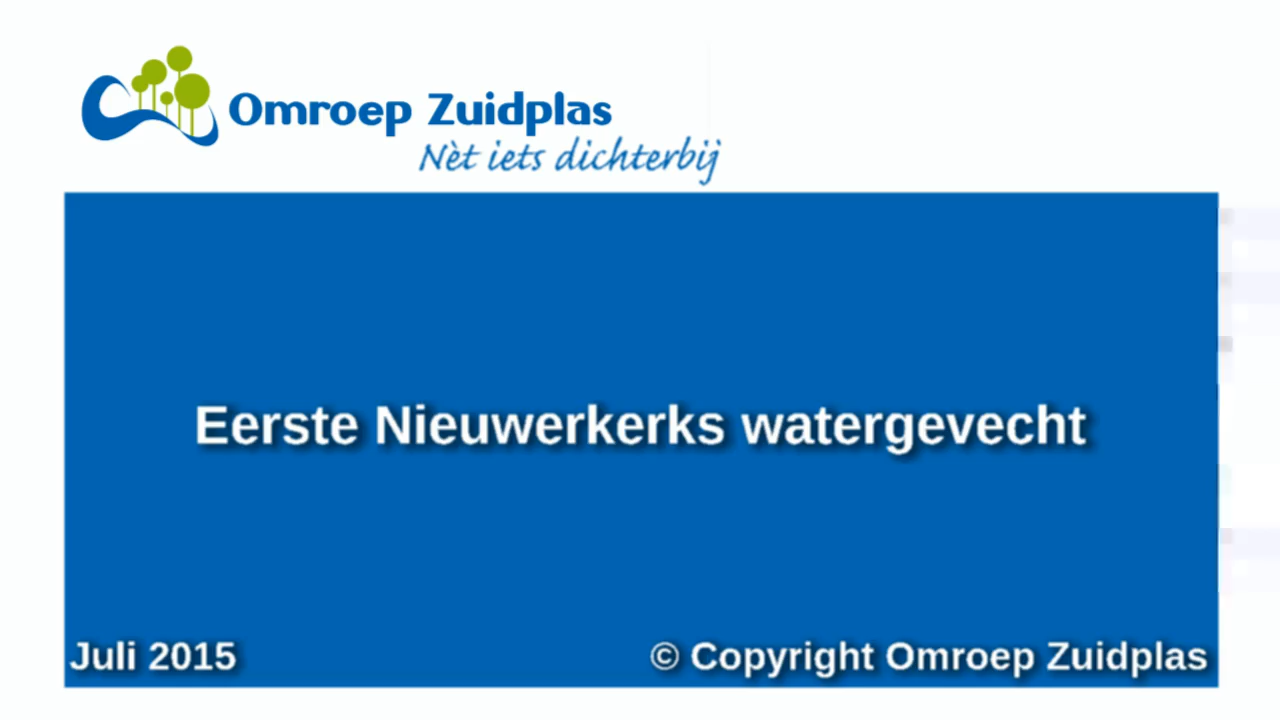 Omroep Zuidplas
Nèt iets dichterbij
Eerste Nieuwerkerks watergevecht
Juli 2015
© Copyright Omroep Zuidplas